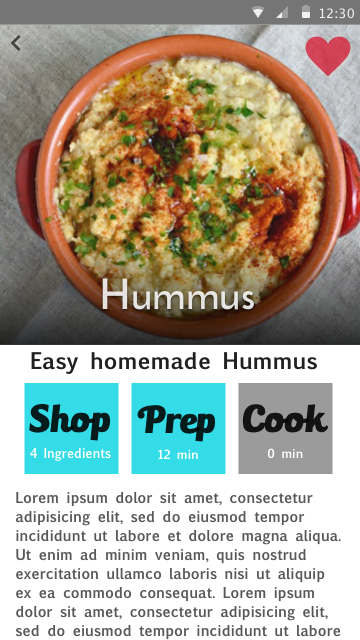 12:30
Hummus
Easy homemade Hummus
Shop
4 Ingredients
Prep
12 min
Cook
0 min
Lorem ipsum dolor sit amet, consectetur
adipisicing elit, sed do eiusmod tempor
incididunt ut labore et dolore magna aliqua.
Ut enim ad minim veniam, quis nostrud
exercitation ullamco laboris nisi ut aliquip
ex ea commodo consequat. Lorem ipsum
dolor sit amet, consectetur adipisicing elit,
sed do eiusmod tempor incididunt ut labore